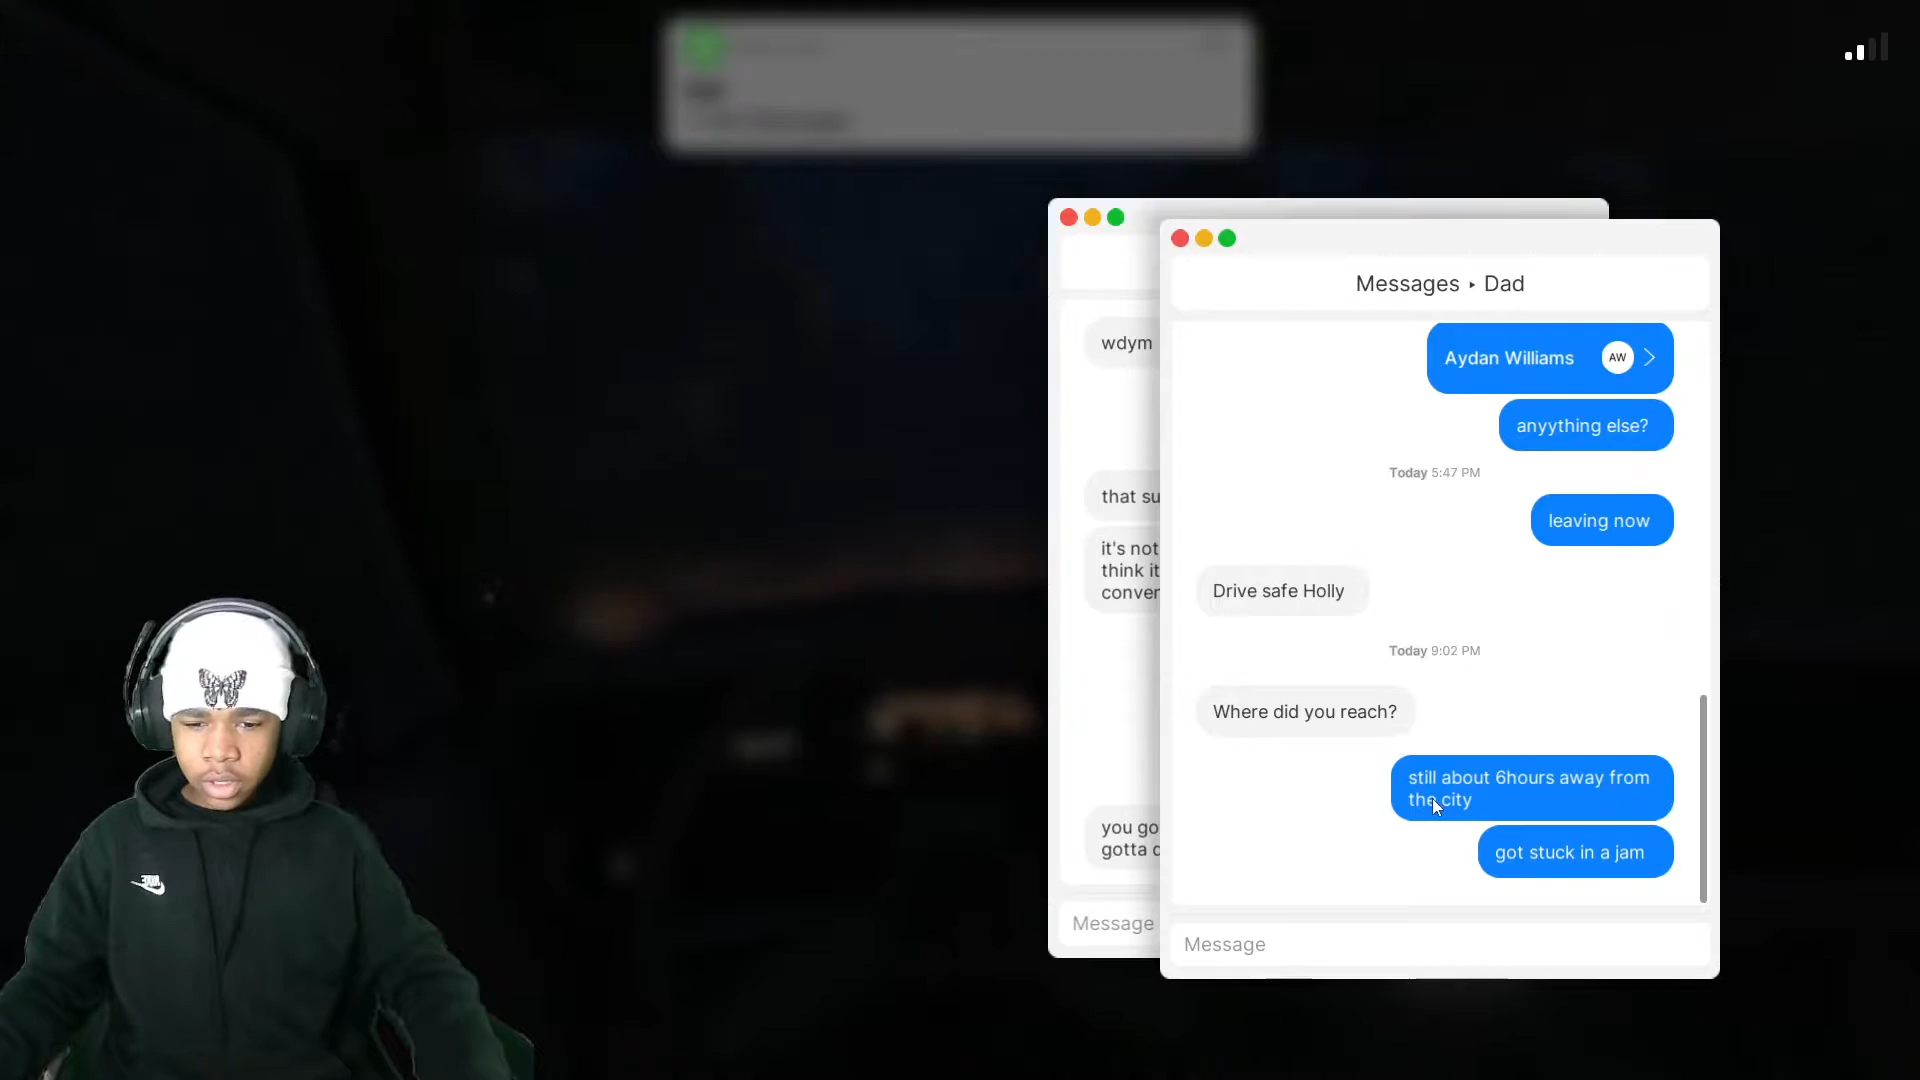 wdym
that su
it's not
think it
conver
you go
gotta d
Message
Messages ▸ Dad
Aydan Williams AW
anyything else?
Today 5:47 PM
leaving now
Drive safe Holly
Today 9:02 PM
Where did you reach?
still about 6hours away from
the city
got stuck in a jam
Message